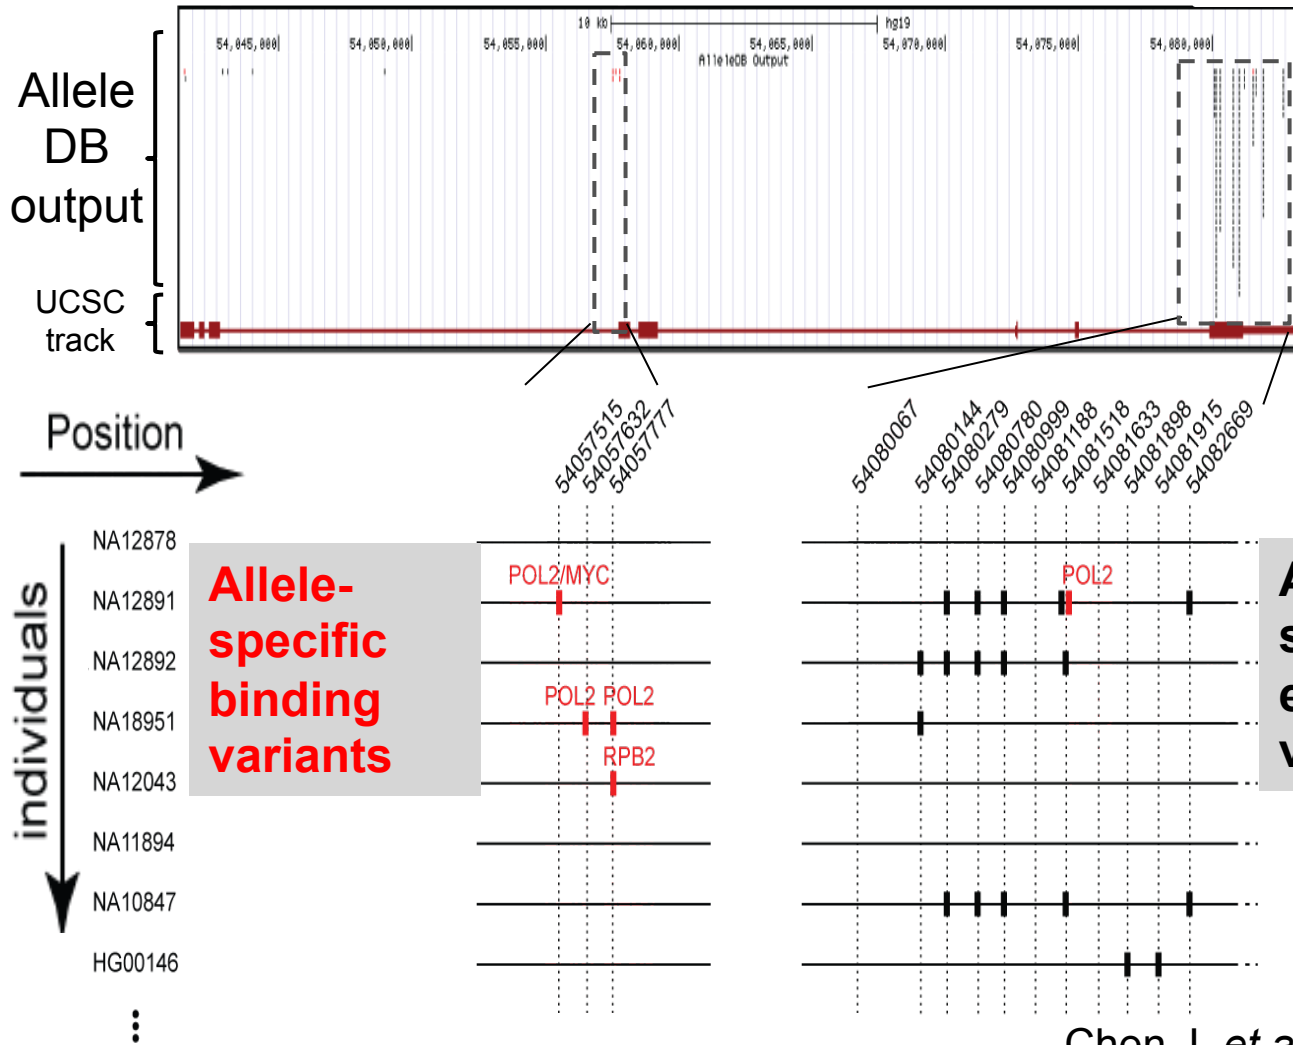 10 kb
hg19
54,045,000|
54,050,000|
54,055,000|
54,060,000|
54,065,000|
54,070,000|
54,075,000|
54,080,000|
AlleleDB Output
Allele
DB
output
UCSC
track
Position
54057515
54057632
54057777
54080067
54080144
54080279
54080780
54080999
54081188
54081518
54081633
54081898
54081915
54082669
individuals
NA12878
Allele-
specific
binding
variants
POL2/MYC
POL2
NA12891
NA12892
POL2 POL2
NA18951
RPB2
NA12043
NA11894
NA10847
HG00146
A
s
e
v